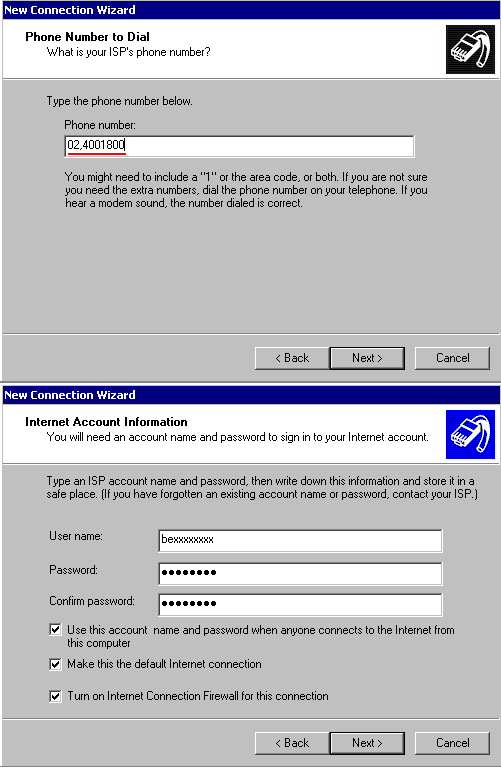 New Connection Wizard
Phone Number to Dial
What is your ISP's phone number?
Type the phone number below.
Phone number:
02,4001800
You might need to include a "1" or the area code, or both. If you are not sure
you need the extra numbers, dial the phone number on your telephone. If you
hear a modem sound, the number dialed is correct.
< Back
Next >
Cancel
New Connection Wizard
Internet Account Information
You will need an account name and password to sign in to your Internet account.
Type an ISP account name and password, then write down this information and store it in a
safe place. (If you have forgotten an existing account name or password, contact your ISP.)
User name:
bexxxxxxxx
Password:
●●●●●●●●
Confirm password:
●●●●●●●●
Use this account name and password when anyone connects to the Internet from
this computer
Make this the default Internet connection
Turn on Internet Connection Firewall for this connection
< Back
Next >
Cancel